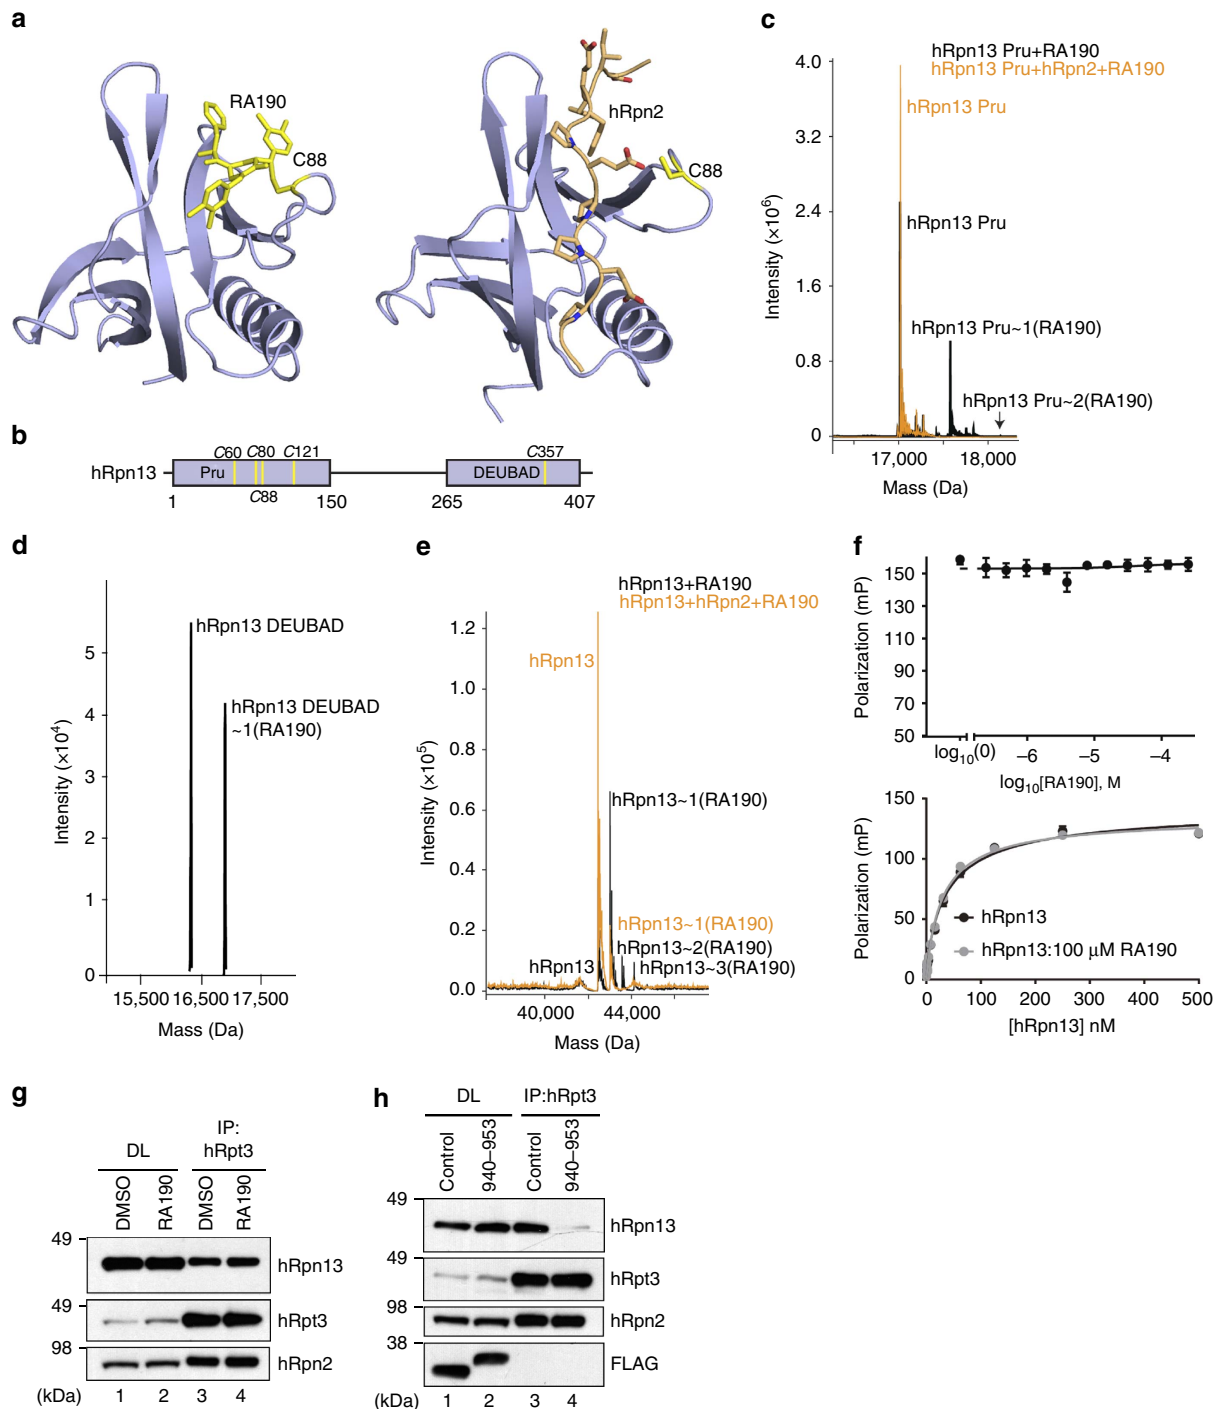 a
RA190
C88
hRpn2
C88
b
hRpn13
C60
C80
C121
C357
Pru
DEUBAD
C88
1
150
265
407
c
hRpn13 Pru+RA190
hRpn13 Pru+hRpn2+RA190
hRpn13 Pru
hRpn13 Pru
hRpn13 Pru~1(RA190)
hRpn13 Pru~2(RA190)
4.0
3.2
2.4
1.6
0.8
0
Intensity (×10⁶)
17,000
18,000
Mass (Da)
d
hRpn13 DEUBAD
hRpn13 DEUBAD
~1(RA190)
5
4
3
2
1
0
Intensity (×10⁴)
15,500
16,500
17,500
Mass (Da)
e
hRpn13+RA190
hRpn13+hRpn2+RA190
hRpn13
hRpn13~1(RA190)
hRpn13~1(RA190)
hRpn13~2(RA190)
hRpn13
hRpn13~3(RA190)
1.2
1.0
0.8
0.6
0.4
0.2
0.0
Intensity (×10⁵)
40,000
44,000
Mass (Da)
f
150
130
110
90
70
50
Polarization (mP)
log₁₀(0)
–6
–5
–4
log₁₀[RA190], M
150
100
50
0
Polarization (mP)
hRpn13
hRpn13:100 μM RA190
0
100
200
300
400
500
[hRpn13] nM
g
DL
IP:
hRpt3
DMSO
RA190
DMSO
RA190
49
hRpn13
49
hRpt3
98
hRpn2
(kDa)
1
2
3
4
h
DL
IP:hRpt3
Control
940–953
Control
940–953
49
hRpn13
49
hRpt3
98
hRpn2
38
FLAG
(kDa)
1
2
3
4